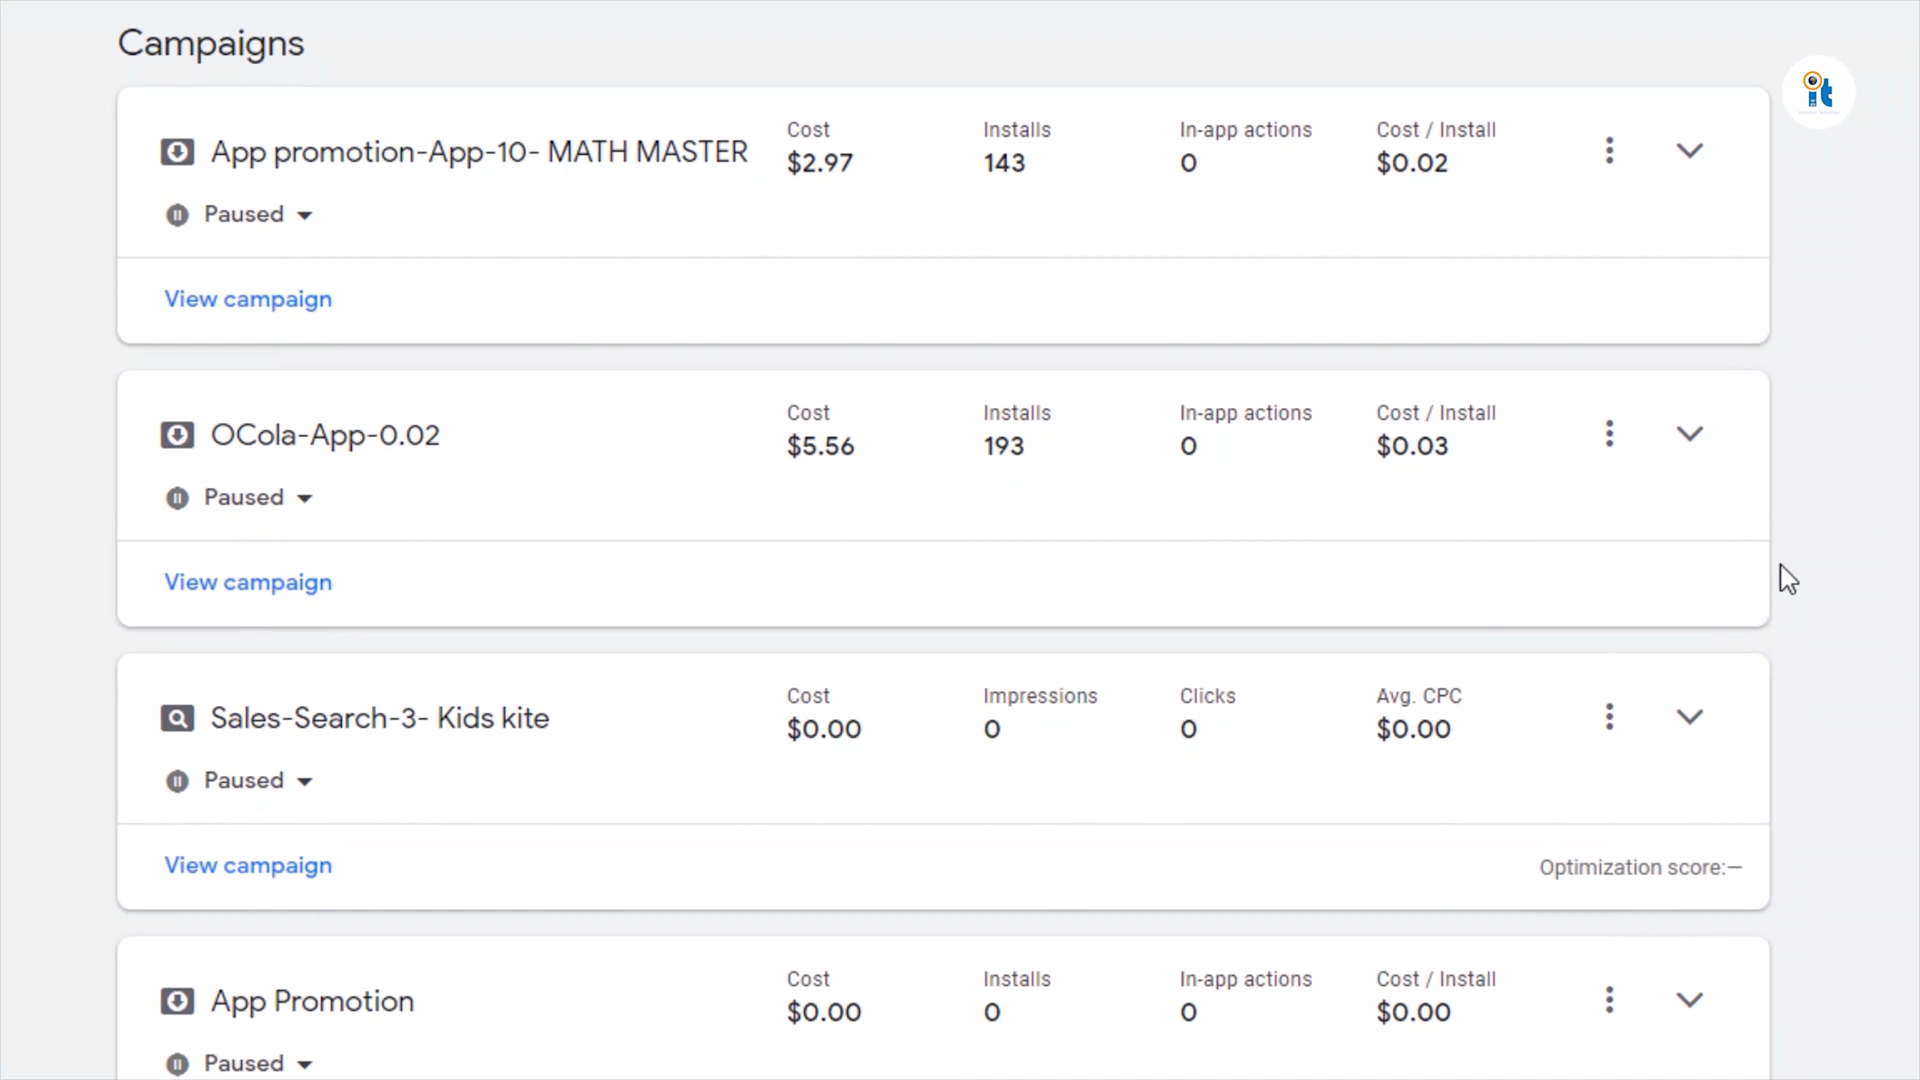 Campaigns
it
App promotion-App-10- MATH MASTER
Cost
$2.97
Installs
143
In-app actions
0
Cost / Install
$0.02
Paused
View campaign
OCola-App-0.02
Cost
$5.56
Installs
193
In-app actions
0
Cost / Install
$0.03
Paused
View campaign
Sales-Search-3- Kids kite
Cost
$0.00
Impressions
0
Clicks
0
Avg. CPC
$0.00
Paused
View campaign
Optimization score:–
App Promotion
Cost
$0.00
Installs
0
In-app actions
0
Cost / Install
$0.00
Paused